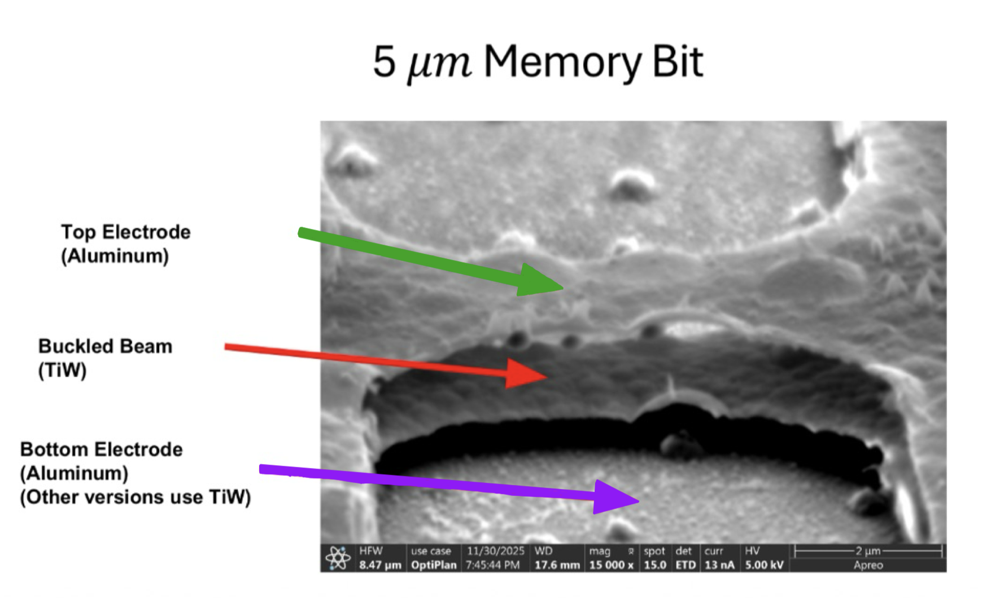 5 μm Memory Bit
Top Electrode
(Aluminum)
Buckled Beam
(TiW)
Bottom Electrode
(Aluminum)
(Other versions use TiW)
HFW use case 11/30/2025 WD mag spot det curr HV 2 μm
8.47 μm OptiPlan 7:45:44 PM 17.6 mm 15 000 x 15.0 ETD 13 nA 5.00 kV Apreo